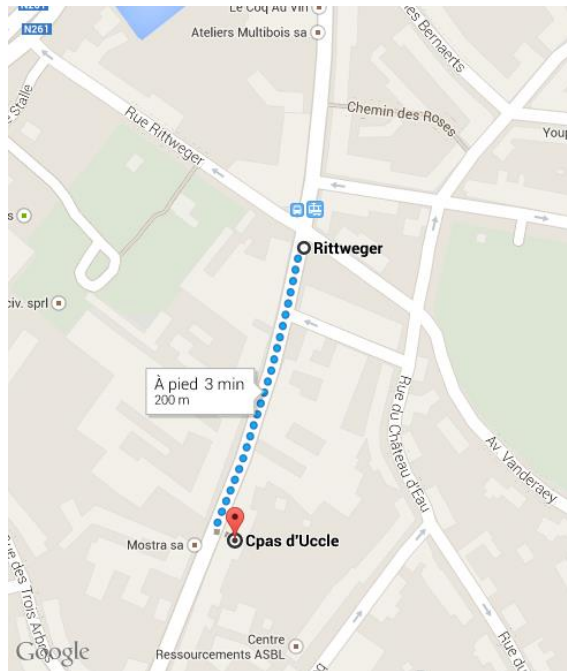 Le Coq Au Vin
N261
N261
Ateliers Multibois sa
Bernaerts
Stalle
Chemin des Roses
Rue Rittweger
Rittweger
civ. sprl
À pied 3 min
200 m
Rue du Château d'Eau
Av. Vanderaey
Mostra sa
Cpas d'Uccle
des Trois
Centre
Ressourcements ASBL
Rue du
Google